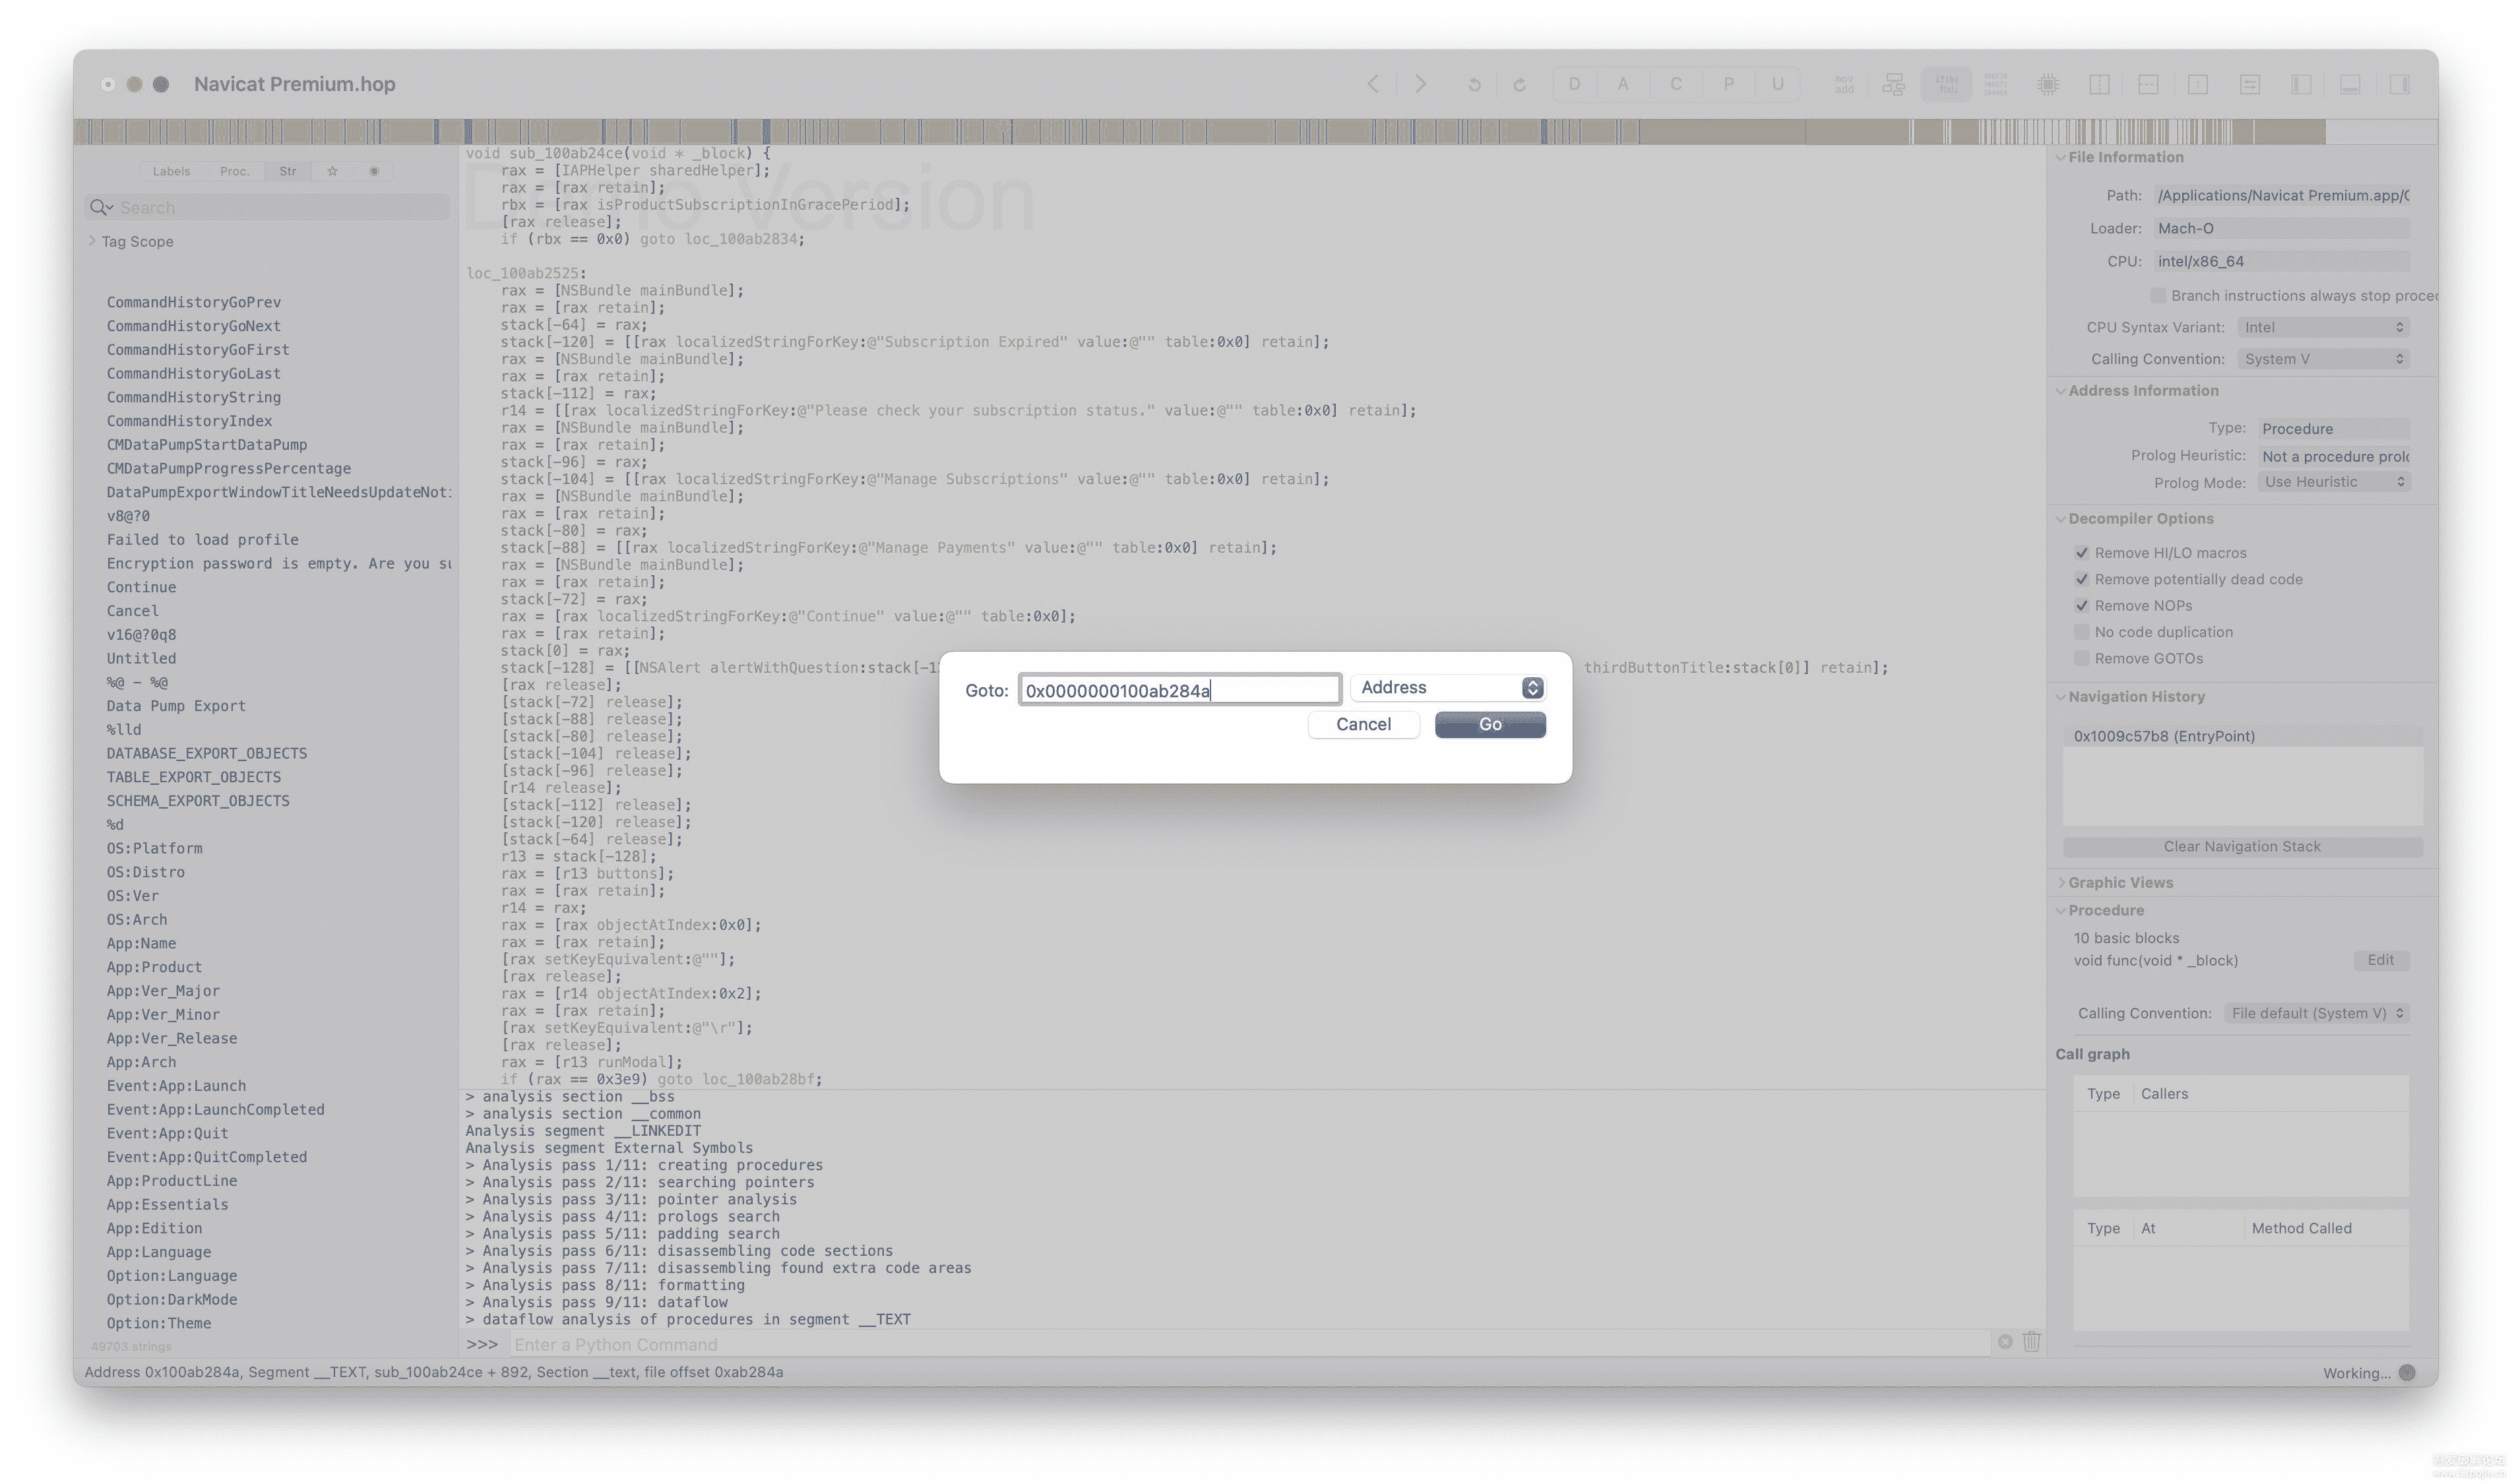 Navicat Premium.hop
D A C P U
mov
add
if(b)
f(a);
Labels Proc. Str
Search
Tag Scope
CommandHistoryGoPrev
CommandHistoryGoNext
CommandHistoryGoFirst
CommandHistoryGoLast
CommandHistoryString
CommandHistoryIndex
CMDataPumpStartDataPump
CMDataPumpProgressPercentage
DataPumpExportWindowTitleNeedsUpdateNoti
v8@?0
Failed to load profile
Encryption password is empty. Are you su
Continue
Cancel
v16@?0q8
Untitled
%@ – %@
Data Pump Export
%lld
DATABASE_EXPORT_OBJECTS
TABLE_EXPORT_OBJECTS
SCHEMA_EXPORT_OBJECTS
%d
OS:Platform
OS:Distro
OS:Ver
OS:Arch
App:Name
App:Product
App:Ver_Major
App:Ver_Minor
App:Ver_Release
App:Arch
Event:App:Launch
Event:App:LaunchCompleted
Event:App:Quit
Event:App:QuitCompleted
App:ProductLine
App:Essentials
App:Edition
App:Language
Option:Language
Option:DarkMode
Option:Theme
49703 strings
Demo Version
void sub_100ab24ce(void * _block) {
rax = [IAPHelper sharedHelper];
rax = [rax retain];
rbx = [rax isProductSubscriptionInGracePeriod];
[rax release];
if (rbx == 0x0) goto loc_100ab2834;
loc_100ab2525:
rax = [NSBundle mainBundle];
rax = [rax retain];
stack[-64] = rax;
stack[-120] = [[rax localizedStringForKey:@"Subscription Expired" value:@"" table:0x0] retain];
rax = [NSBundle mainBundle];
rax = [rax retain];
stack[-112] = rax;
r14 = [[rax localizedStringForKey:@"Please check your subscription status." value:@"" table:0x0] retain];
rax = [NSBundle mainBundle];
rax = [rax retain];
stack[-96] = rax;
stack[-104] = [[rax localizedStringForKey:@"Manage Subscriptions" value:@"" table:0x0] retain];
rax = [NSBundle mainBundle];
rax = [rax retain];
stack[-80] = rax;
stack[-88] = [[rax localizedStringForKey:@"Manage Payments" value:@"" table:0x0] retain];
rax = [NSBundle mainBundle];
rax = [rax retain];
stack[-72] = rax;
rax = [rax localizedStringForKey:@"Continue" value:@"" table:0x0];
rax = [rax retain];
stack[0] = rax;
stack[-128] = [[NSAlert alertWithQuestion:stack[-1 thirdButtonTitle:stack[0]] retain];
[rax release];
[stack[-72] release];
[stack[-88] release];
[stack[-80] release];
[stack[-104] release];
[stack[-96] release];
[r14 release];
[stack[-112] release];
[stack[-120] release];
[stack[-64] release];
r13 = stack[-128];
rax = [r13 buttons];
rax = [rax retain];
r14 = rax;
rax = [rax objectAtIndex:0x0];
rax = [rax retain];
[rax setKeyEquivalent:@""];
[rax release];
rax = [r14 objectAtIndex:0x2];
rax = [rax retain];
[rax setKeyEquivalent:@"\r"];
[rax release];
rax = [r13 runModal];
if (rax == 0x3e9) goto loc_100ab28bf;
Goto: 0x0000000100ab284a Address
Cancel Go
> analysis section __bss
> analysis section __common
Analysis segment __LINKEDIT
Analysis segment External Symbols
> Analysis pass 1/11: creating procedures
> Analysis pass 2/11: searching pointers
> Analysis pass 3/11: pointer analysis
> Analysis pass 4/11: prologs search
> Analysis pass 5/11: padding search
> Analysis pass 6/11: disassembling code sections
> Analysis pass 7/11: disassembling found extra code areas
> Analysis pass 8/11: formatting
> Analysis pass 9/11: dataflow
> dataflow analysis of procedures in segment __TEXT
>>> Enter a Python Command
File Information
Path: /Applications/Navicat Premium.app/C
Loader: Mach-O
CPU: intel/x86_64
Branch instructions always stop proced
CPU Syntax Variant: Intel
Calling Convention: System V
Address Information
Type: Procedure
Prolog Heuristic: Not a procedure prolo
Prolog Mode: Use Heuristic
Decompiler Options
Remove HI/LO macros
Remove potentially dead code
Remove NOPs
No code duplication
Remove GOTOs
Navigation History
0x1009c57b8 (EntryPoint)
Clear Navigation Stack
Graphic Views
Procedure
10 basic blocks
void func(void * _block) Edit
Calling Convention: File default (System V)
Call graph
Type Callers
Type At Method Called
Address 0x100ab284a, Segment __TEXT, sub_100ab24ce + 892, Section __text, file offset 0xab284a
Working...
吾爱破解论坛
www.52pojie.cn